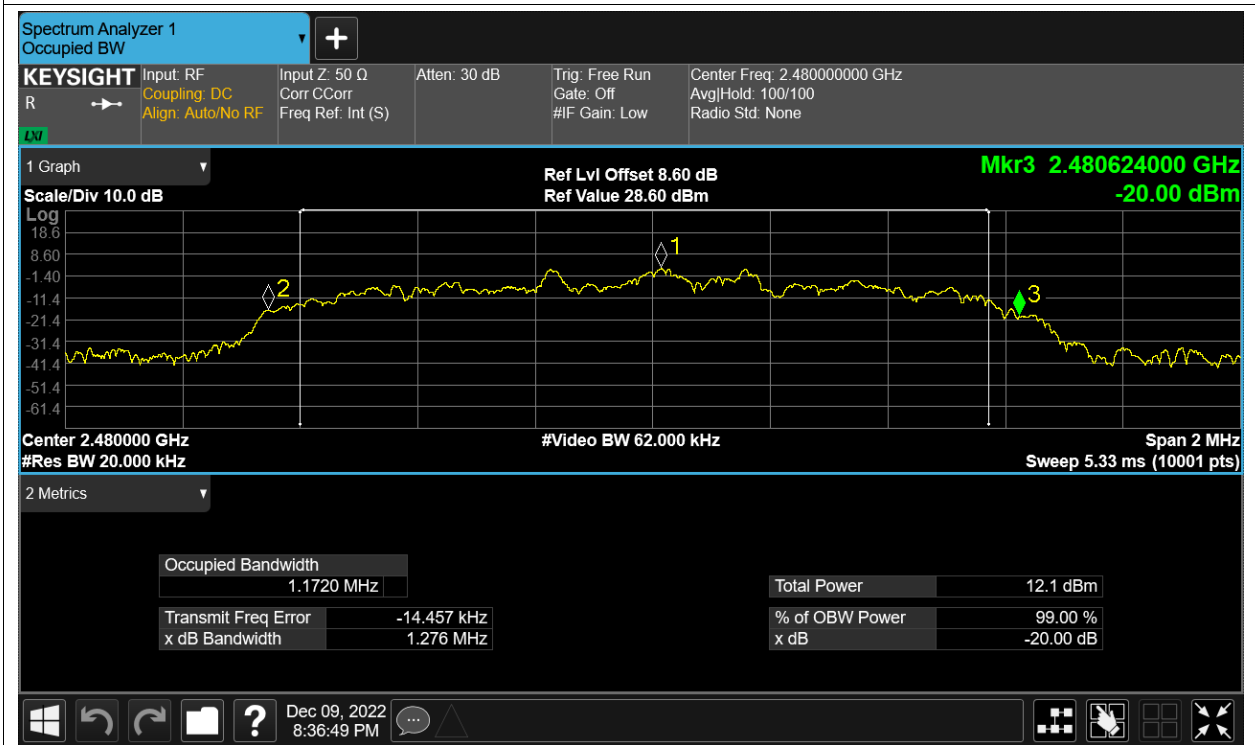 Spectrum Analyzer 1
Occupied BW
+
KEYSIGHT
R
LXI
Input: RF
Coupling: DC
Align: Auto/No RF
Input Z: 50 Ω
Corr CCorr
Freq Ref: Int (S)
Atten: 30 dB
Trig: Free Run
Gate: Off
#IF Gain: Low
Center Freq: 2.480000000 GHz
Avg|Hold: 100/100
Radio Std: None
1 Graph
Scale/Div 10.0 dB
Ref Lvl Offset 8.60 dB
Ref Value 28.60 dBm
Mkr3 2.480624000 GHz
-20.00 dBm
Log
18.6
8.60
-1.40
-11.4
-21.4
-31.4
-41.4
-51.4
-61.4
1
2
3
Center 2.480000 GHz
#Res BW 20.000 kHz
#Video BW 62.000 kHz
Span 2 MHz
Sweep 5.33 ms (10001 pts)
2 Metrics
Occupied Bandwidth
1.1720 MHz
Transmit Freq Error -14.457 kHz
x dB Bandwidth 1.276 MHz
Total Power 12.1 dBm
% of OBW Power 99.00 %
x dB -20.00 dB
?
Dec 09, 2022
8:36:49 PM